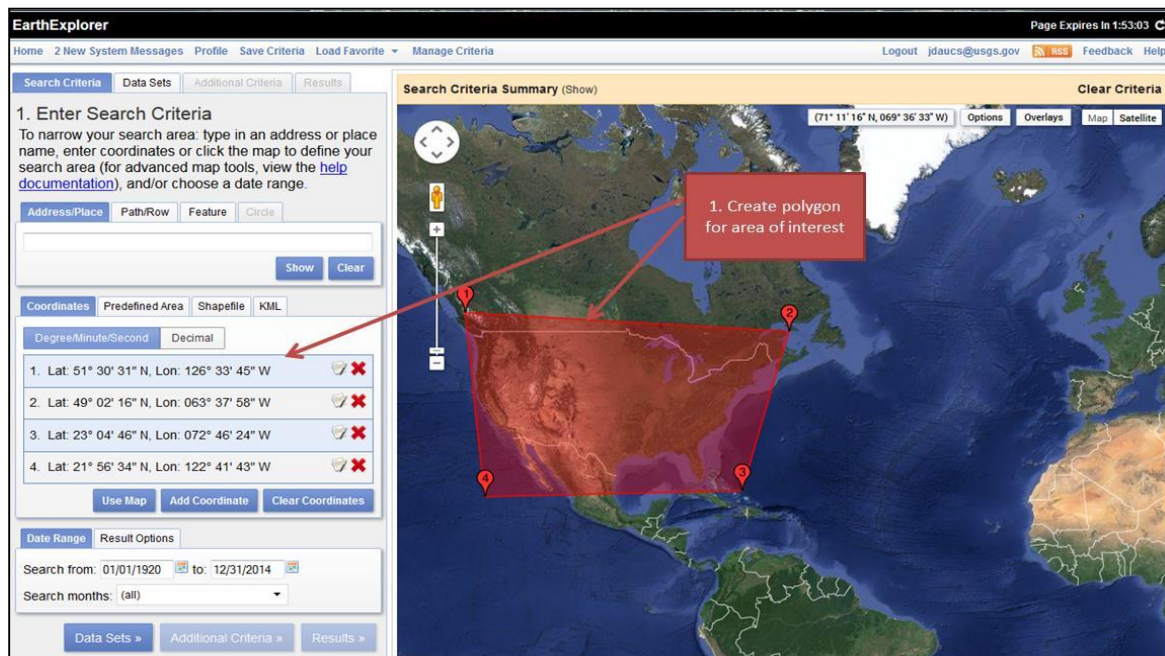 EarthExplorer
Page Expires In 1:53:03
Home 2 New System Messages Profile Save Criteria Load Favorite Manage Criteria
Logout jdaucs@usgs.gov RSS Feedback Help
Search Criteria Data Sets Additional Criteria Results
1. Enter Search Criteria
To narrow your search area: type in an address or place
name, enter coordinates or click the map to define your
search area (for advanced map tools, view the help
documentation), and/or choose a date range.
Address/Place Path/Row Feature Circle
Show Clear
Coordinates Predefined Area Shapefile KML
Degree/Minute/Second Decimal
1. Lat: 51° 30' 31" N, Lon: 126° 33' 45" W
2. Lat: 49° 02' 16" N, Lon: 063° 37' 58" W
3. Lat: 23° 04' 46" N, Lon: 072° 46' 24" W
4. Lat: 21° 56' 34" N, Lon: 122° 41' 43" W
Use Map Add Coordinate Clear Coordinates
Date Range Result Options
Search from: 01/01/1920 to: 12/31/2014
Search months: (all)
Data Sets » Additional Criteria » Results »
Search Criteria Summary (Show)
Clear Criteria
(71° 11' 16" N, 069° 36' 33" W) Options Overlays Map Satellite
1. Create polygon
for area of interest
1
2
3
4